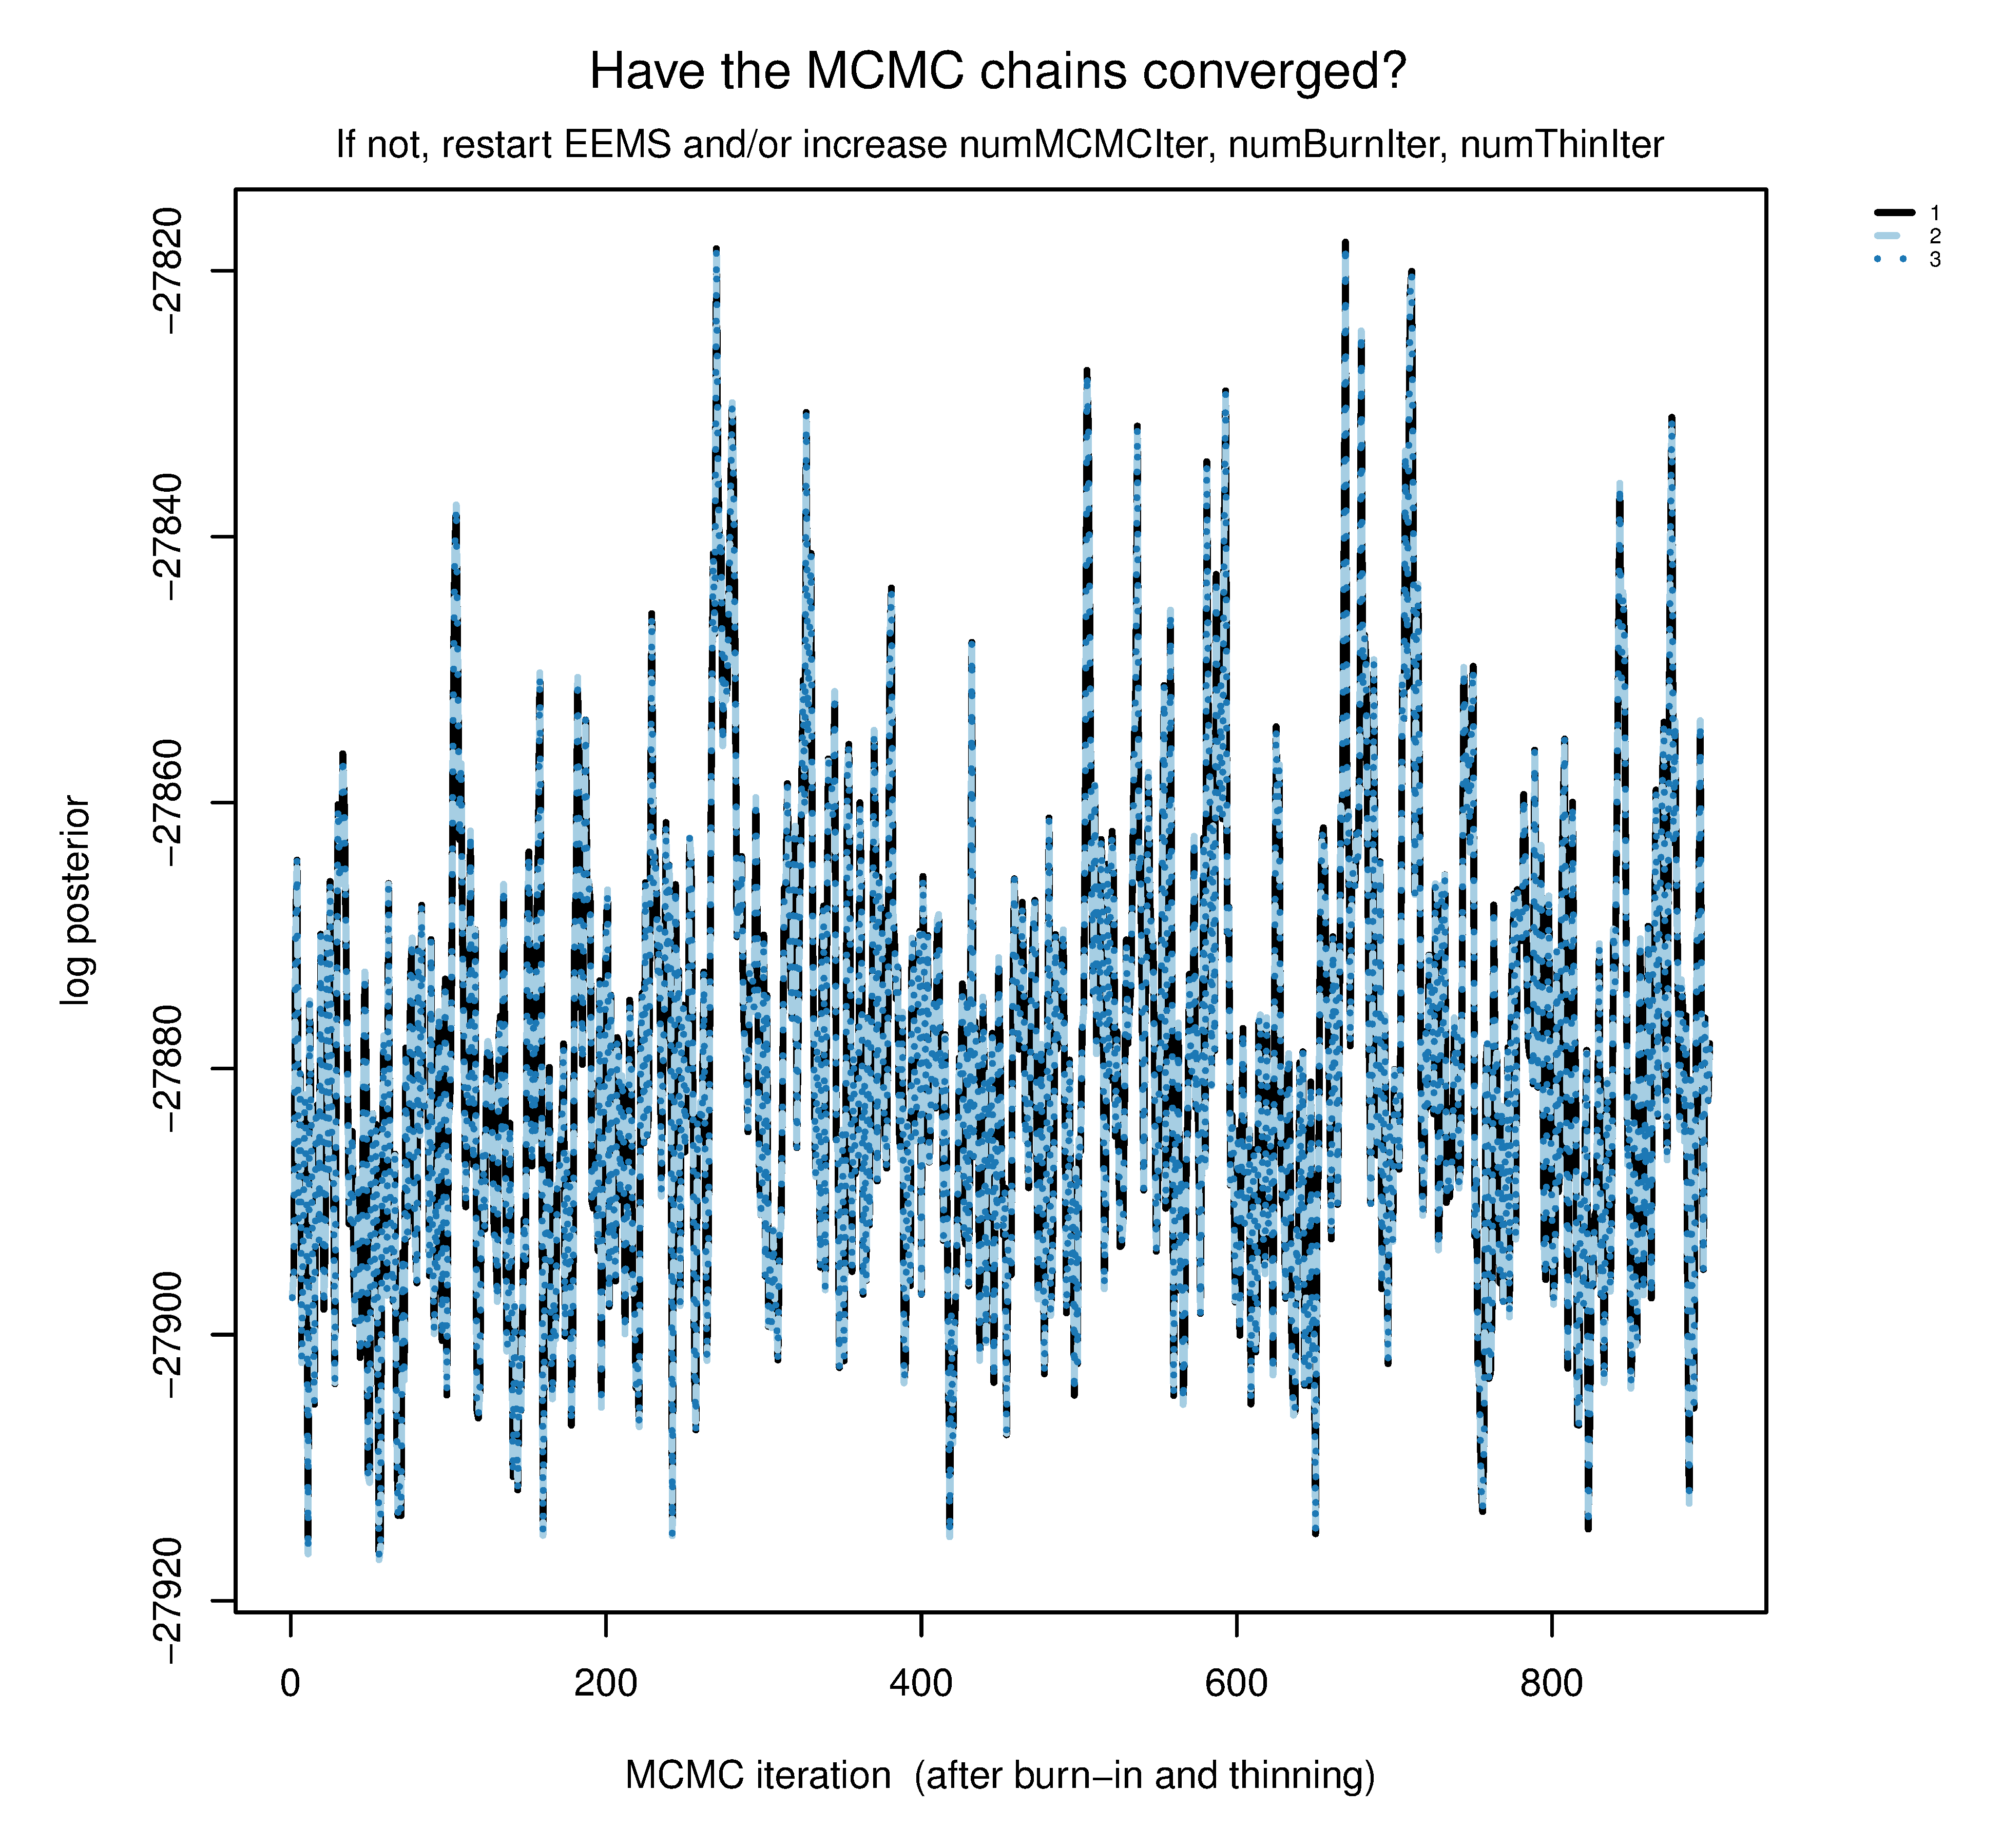 Have the MCMC chains converged?
If not, restart EEMS and/or increase numMCMCIter, numBurnIter, numThinIter
1
2
3
−27820
−27840
−27860
−27880
−27900
−27920
log posterior
0 200 400 600 800
MCMC iteration (after burn−in and thinning)